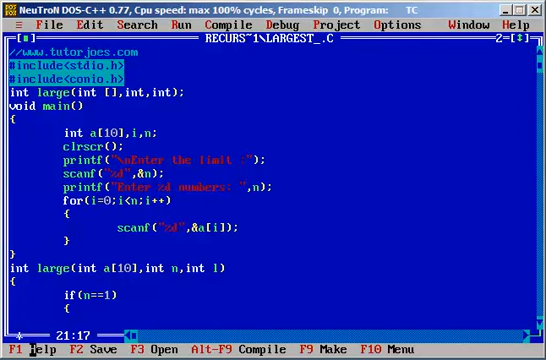 NeuTroN DOS-C++ 0.77, Cpu speed: max 100% cycles, Frameskip 0, Program: TC
≡ File Edit Search Run Compile Debug Project Options Window Help
RECURS~1\LARGEST_.C 2=[↕]
//www.tutorjoes.com
#include<stdio.h>
#include<conio.h>
int large(int [],int,int);
void main()
{
int a[10],i,n;
clrscr();
printf("\nEnter the limit :");
scanf("%d",&n);
printf("Enter %d numbers: ",n);
for(i=0;i<n;i++)
{
scanf("%d",&a[i]);
}
}
int large(int a[10],int n,int l)
{
if(n==1)
{
21:17
F1 Help F2 Save F3 Open Alt-F9 Compile F9 Make F10 Menu